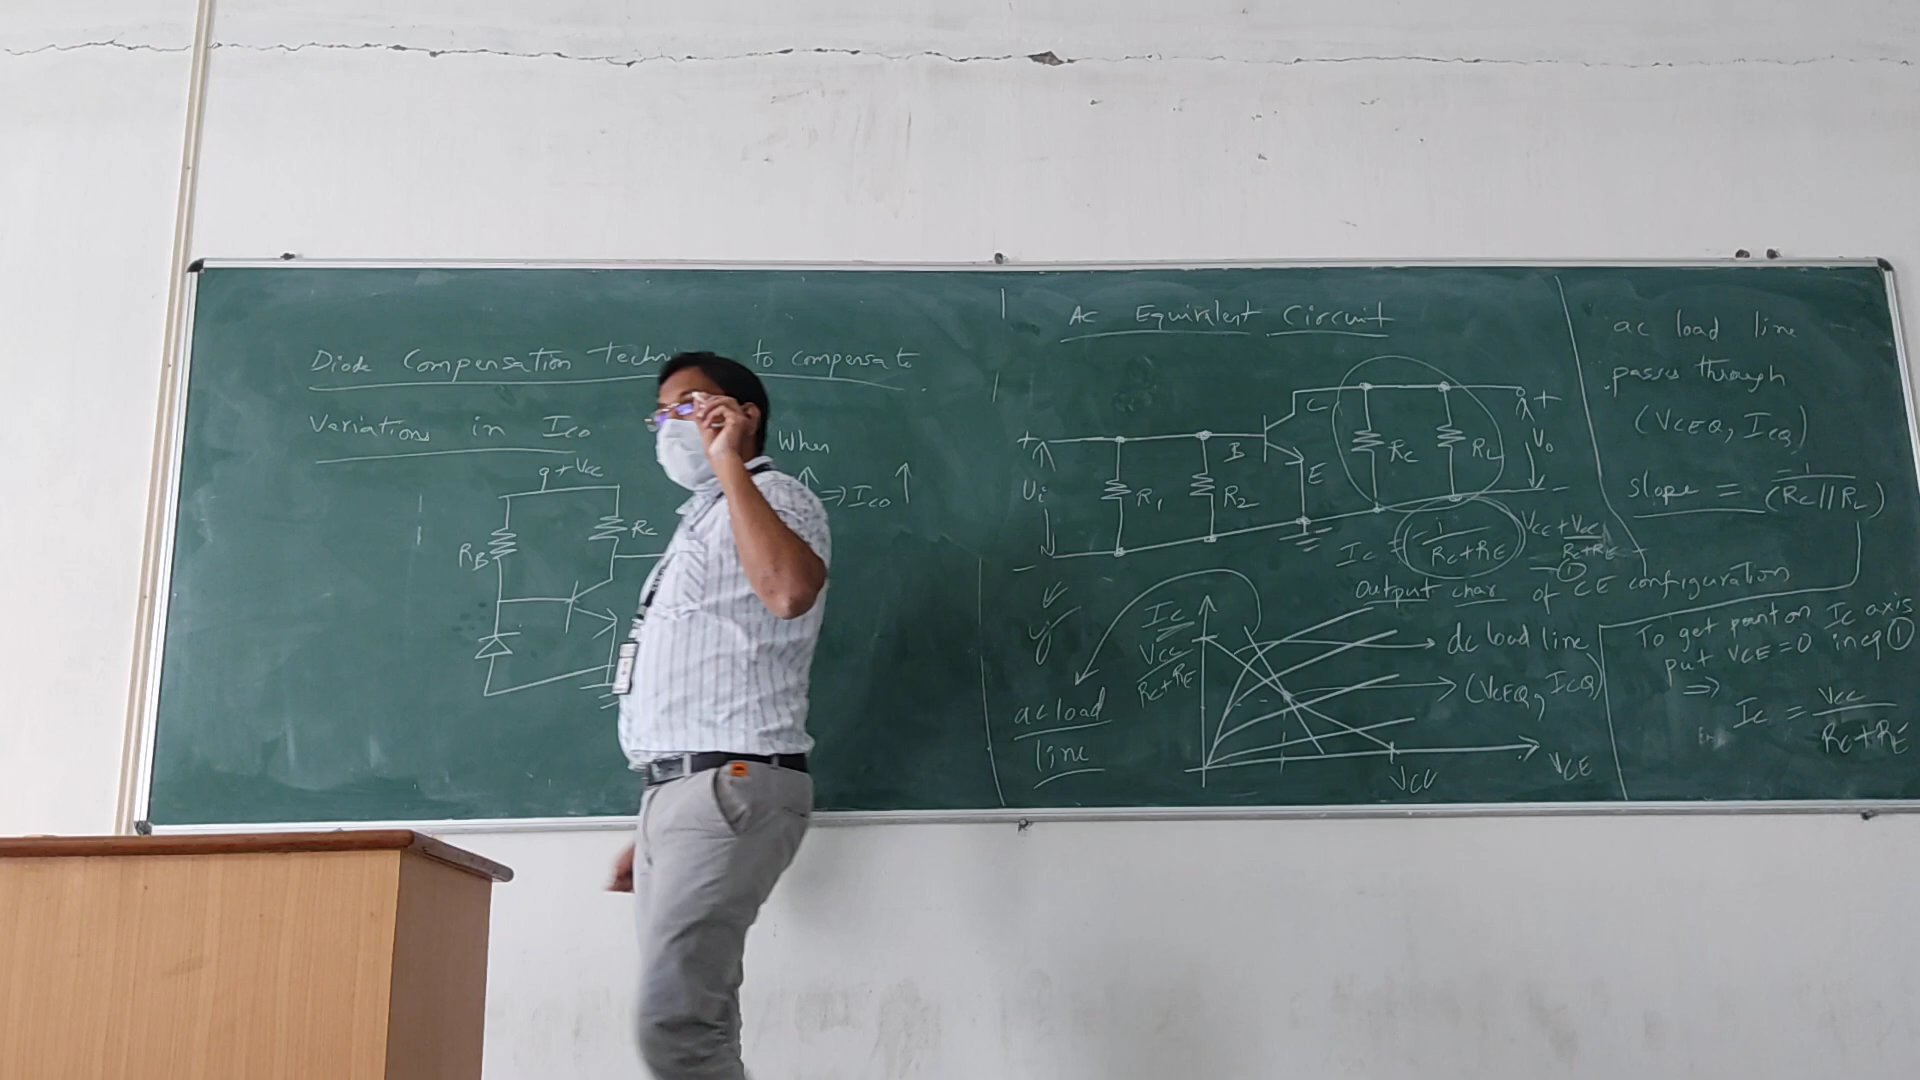 Diode Compensation Techni to compensate
Variations in Ico
When
↑ ⇒ Ico ↑
+Vcc
RB
Rc
Ac Equivalent Circuit
+
Vi
-
R1
R2
B
C
E
Rc
RL
+
Vo
-
Ic = (-1/(Rc+RE)) VCE + Vcc/(Rc+RE)
①
Output char of CE configuration
Ic
Vcc/(Rc+RE)
dc load line
(VCEQ, ICQ)
ac load
line
VCC
VCE
ac load line
passes through
(VCEQ, ICQ)
slope = -1/(Rc//RL)
To get point on Ic axis
put VCE=0 in eq ①
⇒
Ic = Vcc/(Rc+RE)